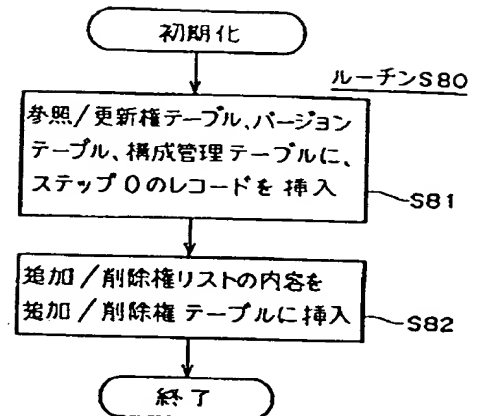 初期化
ルーチンS80
参照/更新権テーブル、バージョン
テーブル、構成管理テーブルに、
ステップ0のレコードを挿入
S81
追加/削除権リストの内容を
追加/削除権テーブルに挿入
S82
終了